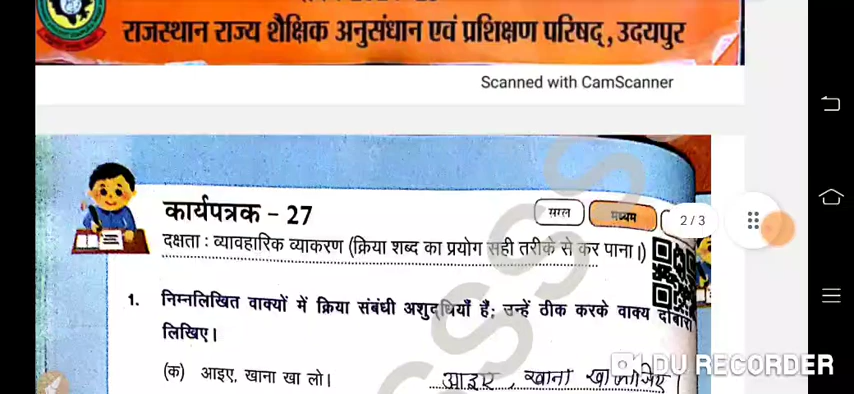 राजस्थान राज्य शैक्षिक अनुसंधान एवं प्रशिक्षण परिषद्, उदयपुर
Scanned with CamScanner
कार्यपत्रक - 27
सरल
मध्यम
2/3
दक्षता : व्यावहारिक व्याकरण (क्रिया शब्द का प्रयोग सही तरीके से कर पाना।)
1. निम्नलिखित वाक्यों में क्रिया संबंधी अशुद्धियाँ हैं; उन्हें ठीक करके वाक्य दोबारा
लिखिए।
(क) आइए, खाना खा लो।
आइए, खाना खा लीजिए।
DU RECORDER